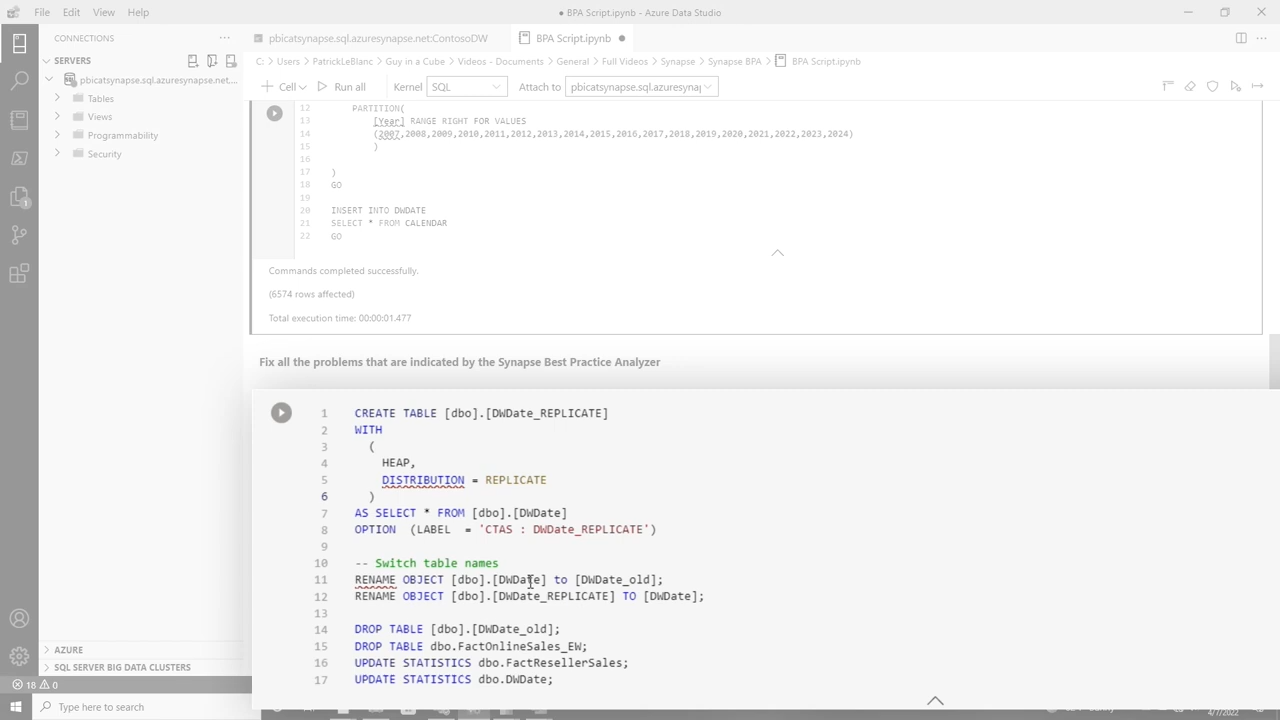 File Edit View Help
● BPA Script.ipynb - Azure Data Studio
CONNECTIONS
pbicatsynapse.sql.azuresynapse.net:ContosoDW
BPA Script.ipynb ●
SERVERS
C: > Users > PatrickLeBlanc > Guy in a Cube > Videos - Documents > General > Full Videos > Synapse > Synapse BPA > BPA Script.ipynb
pbicatsynapse.sql.azuresynapse.net,...
+ Cell Run all Kernel SQL Attach to pbicatsynapse.sql.azuresynap
Tables
Views
Programmability
Security
12 PARTITION(
13 [Year] RANGE RIGHT FOR VALUES
14 (2007,2008,2009,2010,2011,2012,2013,2014,2015,2016,2017,2018,2019,2020,2021,2022,2023,2024)
15 )
16
17 )
18 GO
19
20 INSERT INTO DWDATE
21 SELECT * FROM CALENDAR
22 GO
Commands completed successfully.
(6574 rows affected)
Total execution time: 00:00:01.477
Fix all the problems that are indicated by the Synapse Best Practice Analyzer
1 CREATE TABLE [dbo].[DWDate_REPLICATE]
2 WITH
3 (
4 HEAP,
5 DISTRIBUTION = REPLICATE
6 )
7 AS SELECT * FROM [dbo].[DWDate]
8 OPTION (LABEL = 'CTAS : DWDate_REPLICATE')
9
10 -- Switch table names
11 RENAME OBJECT [dbo].[DWDate] to [DWDate_old];
12 RENAME OBJECT [dbo].[DWDate_REPLICATE] TO [DWDate];
13
14 DROP TABLE [dbo].[DWDate_old];
15 DROP TABLE dbo.FactOnlineSales_EW;
16 UPDATE STATISTICS dbo.FactResellerSales;
17 UPDATE STATISTICS dbo.DWDate;
1
AZURE
SQL SERVER BIG DATA CLUSTERS
18 0
Type here to search
4/7/2022